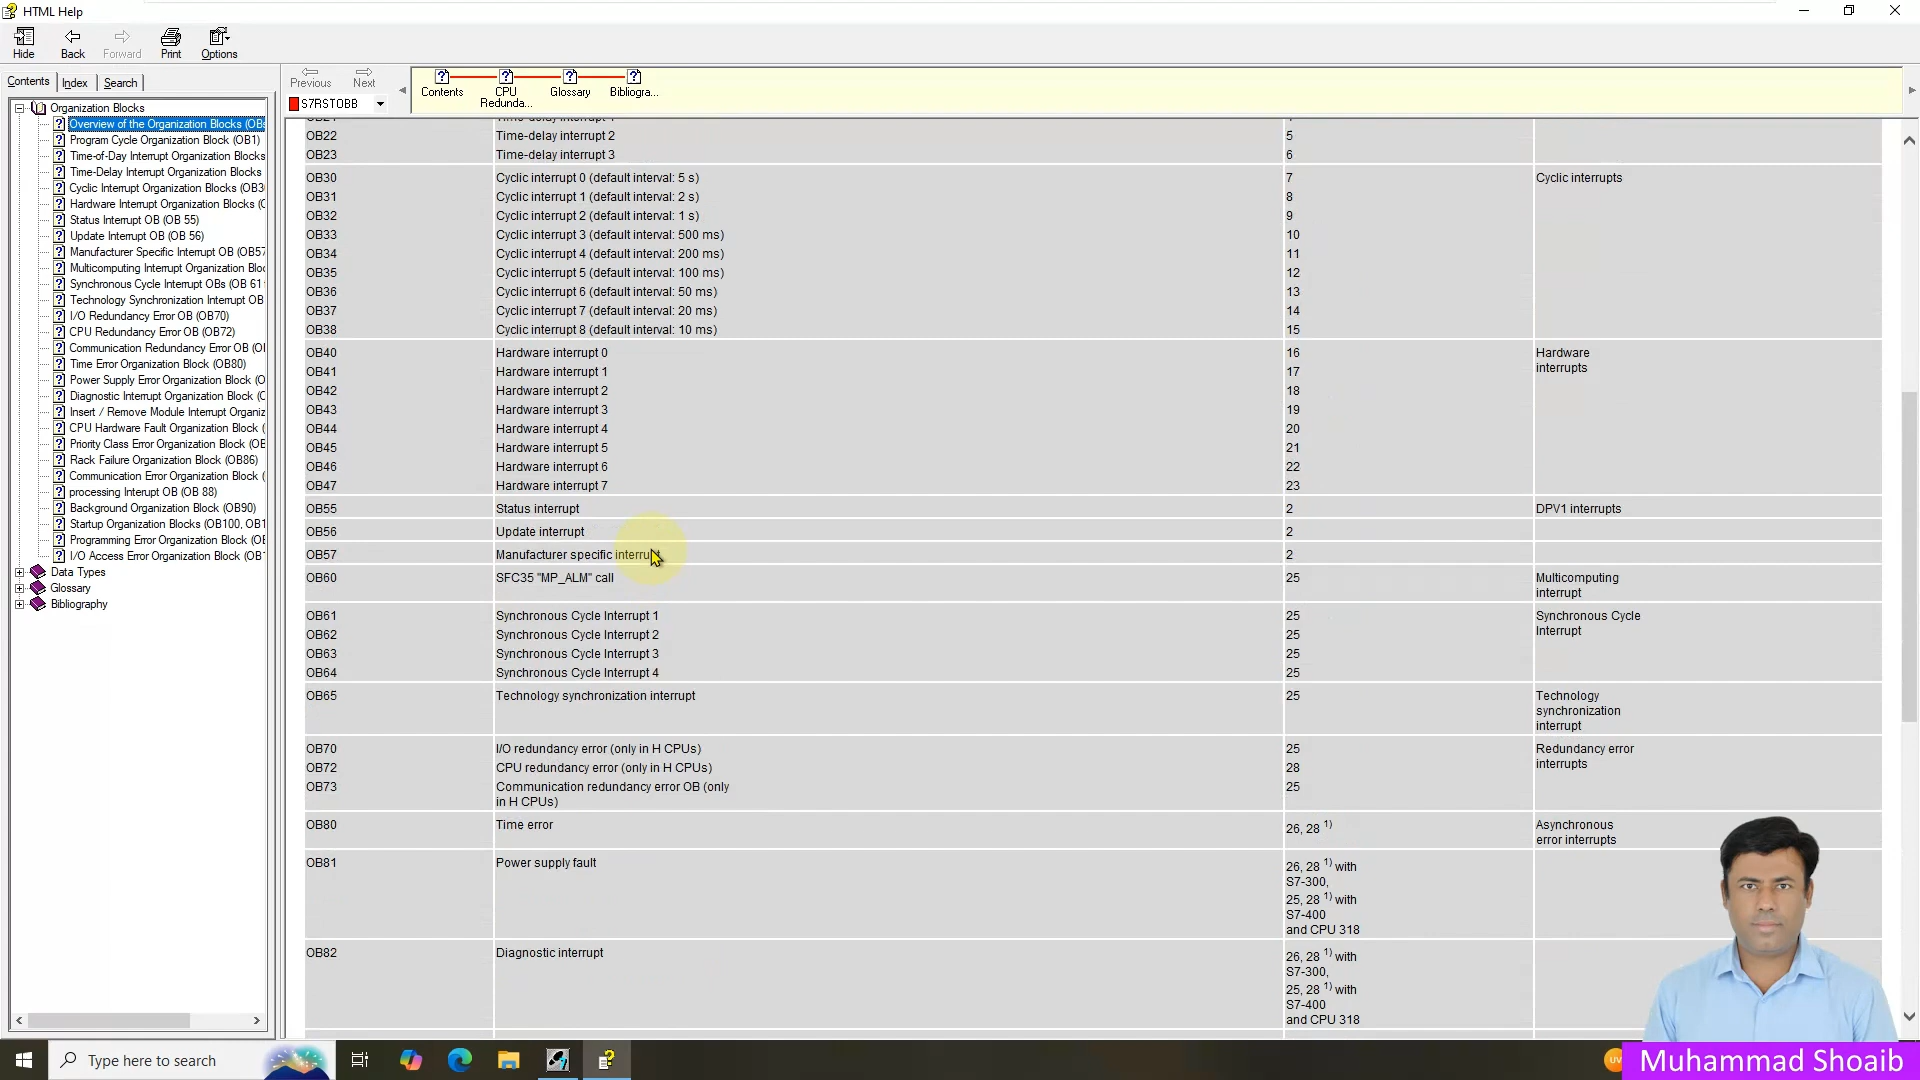 HTML Help
Hide Back Forward Print Options
Contents Index Search
Previous Next
S7RSTOBB
Contents CPU Redunda... Glossary Bibliogra...
Organization Blocks
Overview of the Organization Blocks (OBs
Program Cycle Organization Block (OB1)
Time-of-Day Interrupt Organization Blocks
Time-Delay Interrupt Organization Blocks
Cyclic Interrupt Organization Blocks (OB3
Hardware Interrupt Organization Blocks (
Status Interrupt OB (OB 55)
Update Interrupt OB (OB 56)
Manufacturer Specific Interrupt OB (OB57
Multicomputing Interrupt Organization Bloc
Synchronous Cycle Interrupt OBs (OB 61
Technology Synchronization Interrupt OB
I/O Redundancy Error OB (OB70)
CPU Redundancy Error OB (OB72)
Communication Redundancy Error OB (OI
Time Error Organization Block (OB80)
Power Supply Error Organization Block (O
Diagnostic Interrupt Organization Block (
Insert / Remove Module Interrupt Organiz
CPU Hardware Fault Organization Block (
Priority Class Error Organization Block (OE
Rack Failure Organization Block (OB86)
Communication Error Organization Block (
processing Interupt OB (OB 88)
Background Organization Block (OB90)
Startup Organization Blocks (OB100, OB1
Programming Error Organization Block (OB
I/O Access Error Organization Block (OB
Data Types
Glossary
Bibliography
OB22 Time-delay interrupt 2 5
OB23 Time-delay interrupt 3 6
OB30 Cyclic interrupt 0 (default interval: 5 s) 7 Cyclic interrupts
OB31 Cyclic interrupt 1 (default interval: 2 s) 8
OB32 Cyclic interrupt 2 (default interval: 1 s) 9
OB33 Cyclic interrupt 3 (default interval: 500 ms) 10
OB34 Cyclic interrupt 4 (default interval: 200 ms) 11
OB35 Cyclic interrupt 5 (default interval: 100 ms) 12
OB36 Cyclic interrupt 6 (default interval: 50 ms) 13
OB37 Cyclic interrupt 7 (default interval: 20 ms) 14
OB38 Cyclic interrupt 8 (default interval: 10 ms) 15
OB40 Hardware interrupt 0 16 Hardware
interrupts
OB41 Hardware interrupt 1 17
OB42 Hardware interrupt 2 18
OB43 Hardware interrupt 3 19
OB44 Hardware interrupt 4 20
OB45 Hardware interrupt 5 21
OB46 Hardware interrupt 6 22
OB47 Hardware interrupt 7 23
OB55 Status interrupt 2 DPV1 interrupts
OB56 Update interrupt 2
OB57 Manufacturer specific interrupt 2
OB60 SFC35 "MP_ALM" call 25 Multicomputing
interrupt
OB61 Synchronous Cycle Interrupt 1 25 Synchronous Cycle
Interrupt
OB62 Synchronous Cycle Interrupt 2 25
OB63 Synchronous Cycle Interrupt 3 25
OB64 Synchronous Cycle Interrupt 4 25
OB65 Technology synchronization interrupt 25 Technology
synchronization
interrupt
OB70 I/O redundancy error (only in H CPUs) 25 Redundancy error
interrupts
OB72 CPU redundancy error (only in H CPUs) 28
OB73 Communication redundancy error OB (only 25
in H CPUs)
OB80 Time error 26, 28 1) Asynchronous
error interrupts
OB81 Power supply fault 26, 28 1) with
S7-300,
25, 28 1) with
S7-400
and CPU 318
OB82 Diagnostic interrupt 26, 28 1) with
S7-300,
25, 28 1) with
S7-400
and CPU 318
Type here to search
Muhammad Shoaib